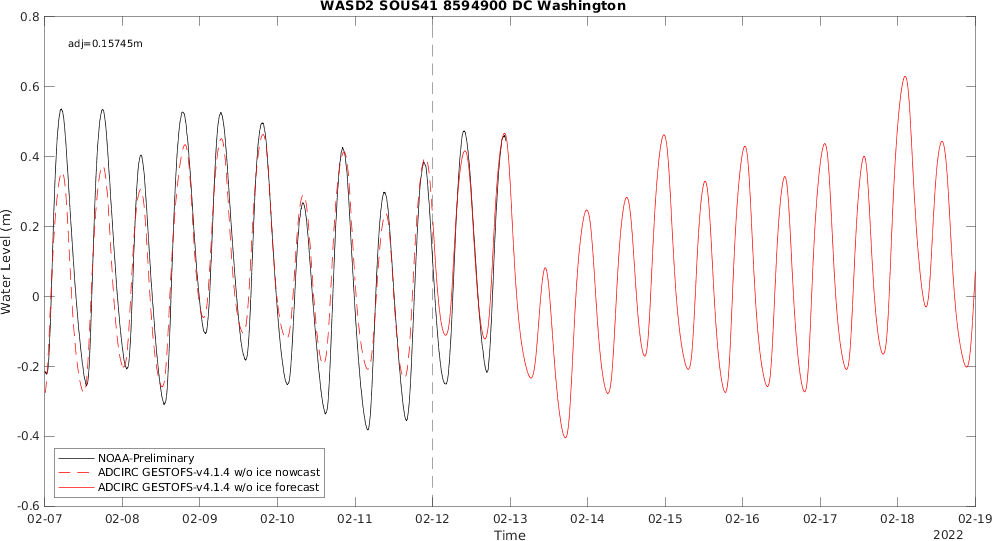 WASD2 SOUS41 8594900 DC Washington
0.8
adj=0.15745m
0.6
0.4
0.2
0
-0.2
-0.4
-0.6
Water Level (m)
NOAA-Preliminary
ADCIRC GESTOFS-v4.1.4 w/o ice nowcast
ADCIRC GESTOFS-v4.1.4 w/o ice forecast
02-07 02-08 02-09 02-10 02-11 02-12 02-13 02-14 02-15 02-16 02-17 02-18 02-19
Time
2022